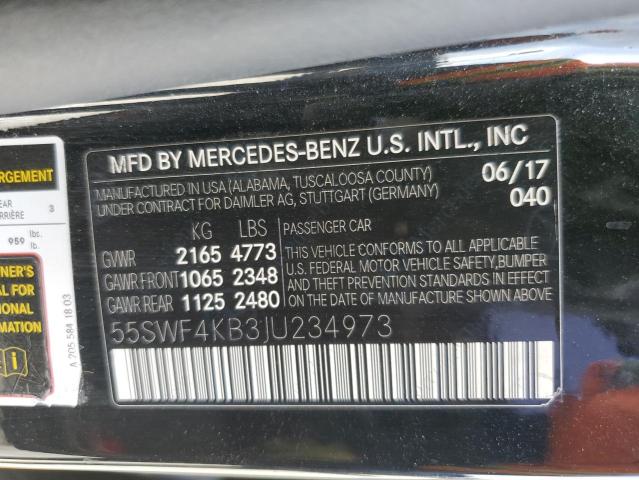 MFD BY MERCEDES-BENZ U.S. INTL., INC
MANUFACTURED IN USA (ALABAMA, TUSCALOOSA COUNTY) 06/17
UNDER CONTRACT FOR DAIMLER AG, STUTTGART (GERMANY) 040
KG LBS PASSENGER CAR
GVWR 2165 4773
GAWR FRONT 1065 2348
GAWR REAR 1125 2480
THIS VEHICLE CONFORMS TO ALL APPLICABLE
U.S. FEDERAL MOTOR VEHICLE SAFETY,BUMPER
AND THEFT PREVENTION STANDARDS IN EFFECT
ON THE DATE OF MANUFACTURE SHOWN ABOVE.
55SWF4KB3JU234973
3
959 lb.
A 205 584 18 03